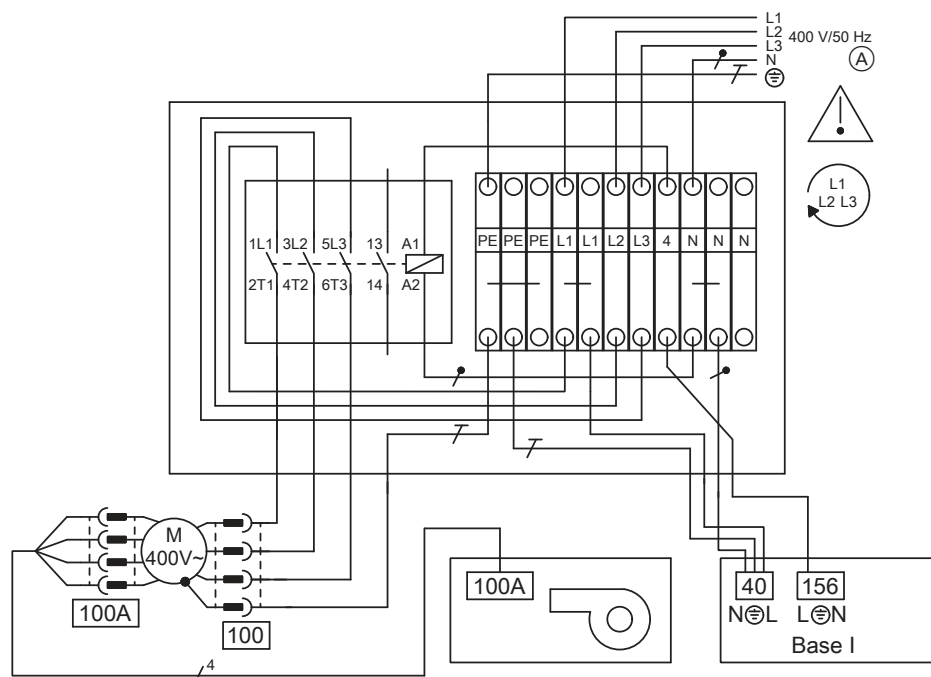 L1
L2
400 V/50 Hz
L3
N
A
L1
L2 L3
1L1 3L2 5L3 13 A1
2T1 4T2 6T3 14 A2
PE PE PE L1 L1 L2 L3 4 N N N
M
400V~
100A
100
100A
40
156
N L
L N
Base I
4